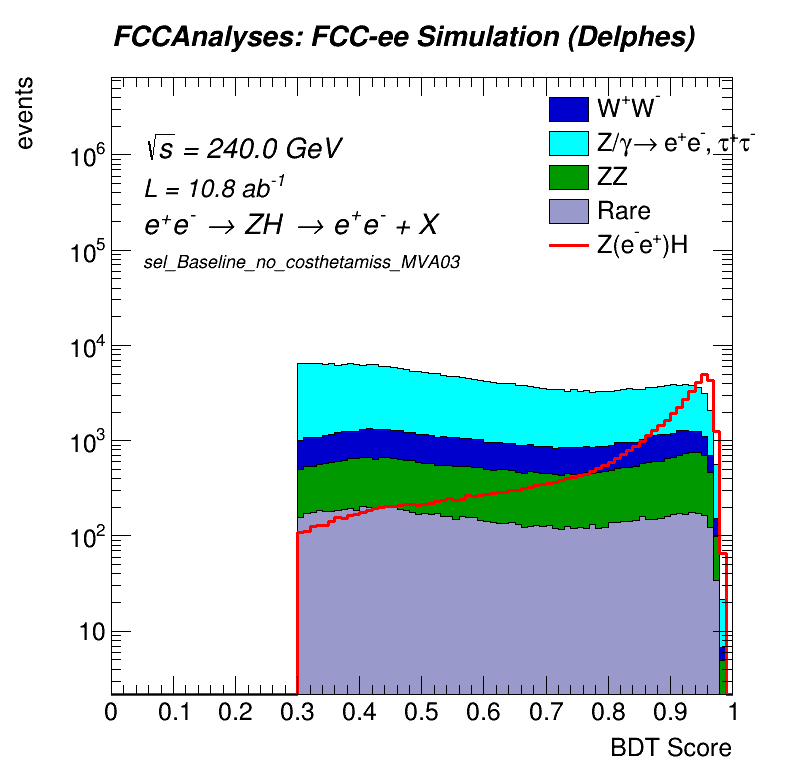 FCCAnalyses: FCC-ee Simulation (Delphes)
events
√s = 240.0 GeV
L = 10.8 ab⁻¹
e⁺e⁻ → ZH → e⁺e⁻ + X
sel_Baseline_no_costhetamiss_MVA03
W⁺W⁻
Z/γ→ e⁺e⁻, τ⁺τ⁻
ZZ
Rare
Z(e⁻e⁺)H
10⁶
10⁵
10⁴
10³
10²
10
0 0.1 0.2 0.3 0.4 0.5 0.6 0.7 0.8 0.9 1
BDT Score